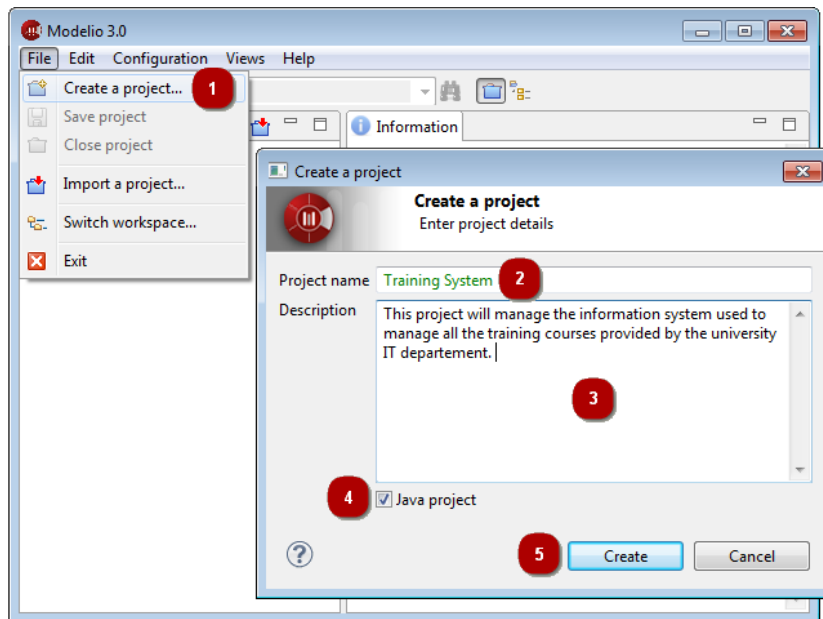 Modelio 3.0
File Edit Configuration Views Help
Create a project... 1
Save project
Close project
Import a project...
Switch workspace...
Exit
Information
Create a project
Create a project
Enter project details
Project name Training System 2
Description This project will manage the information system used to
manage all the training courses provided by the university
IT departement.
3
4 Java project
? 5 Create Cancel